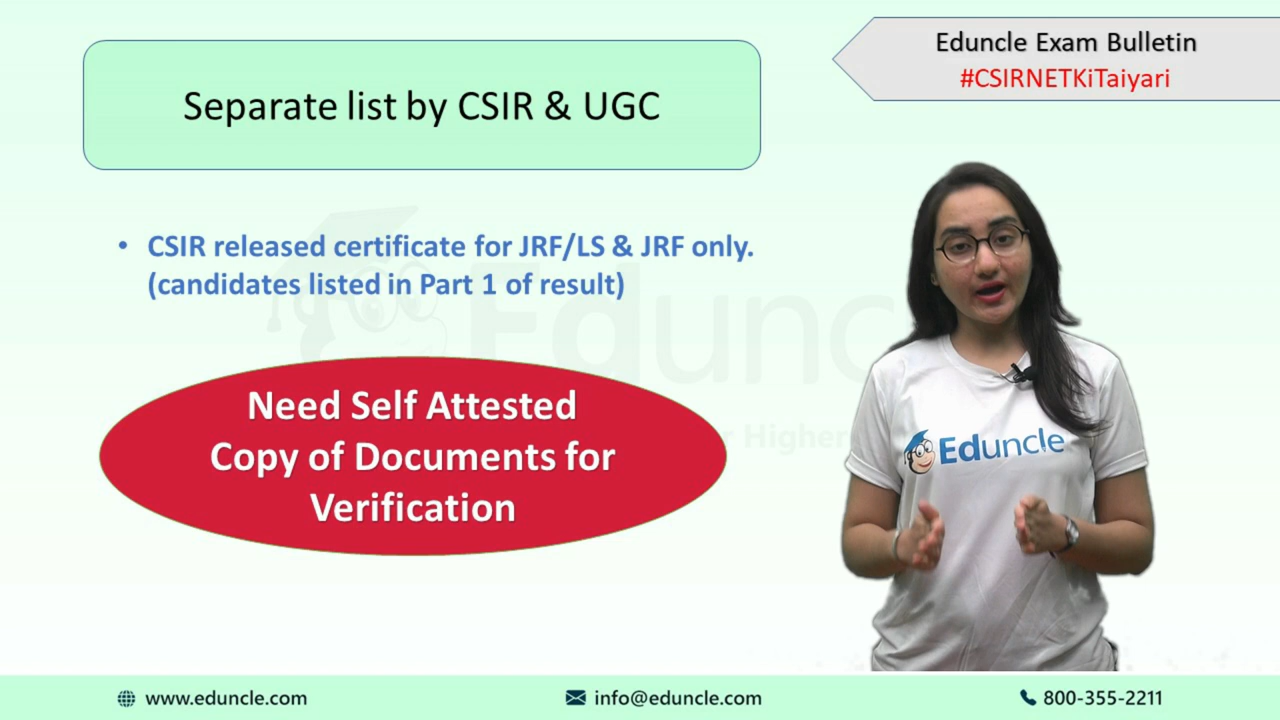 Eduncle Exam Bulletin
#CSIRNETKiTaiyari
Separate list by CSIR & UGC
• CSIR released certificate for JRF/LS & JRF only.
(candidates listed in Part 1 of result)
Eduncle
Higher
Need Self Attested
Copy of Documents for
Verification
Eduncle
www.eduncle.com
info@eduncle.com
800-355-2211